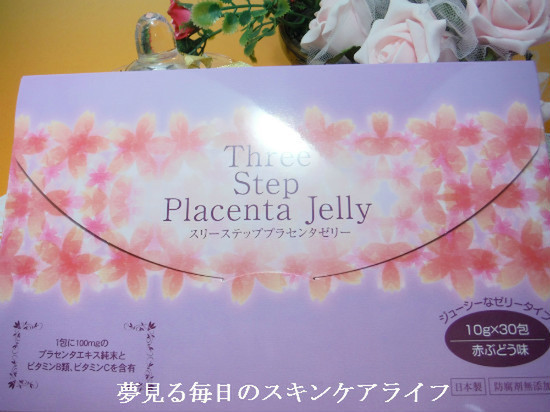 Three
Step
Placenta Jelly
スリーステッププラセンタゼリー
ジューシーなゼリータイプ
10g×30包
赤ぶどう味
1包に100mgの
プラセンタエキス純末と
ビタミンB類、ビタミンCを含有
日本製
防腐剤無添加
夢見る毎日のスキンケアライフ